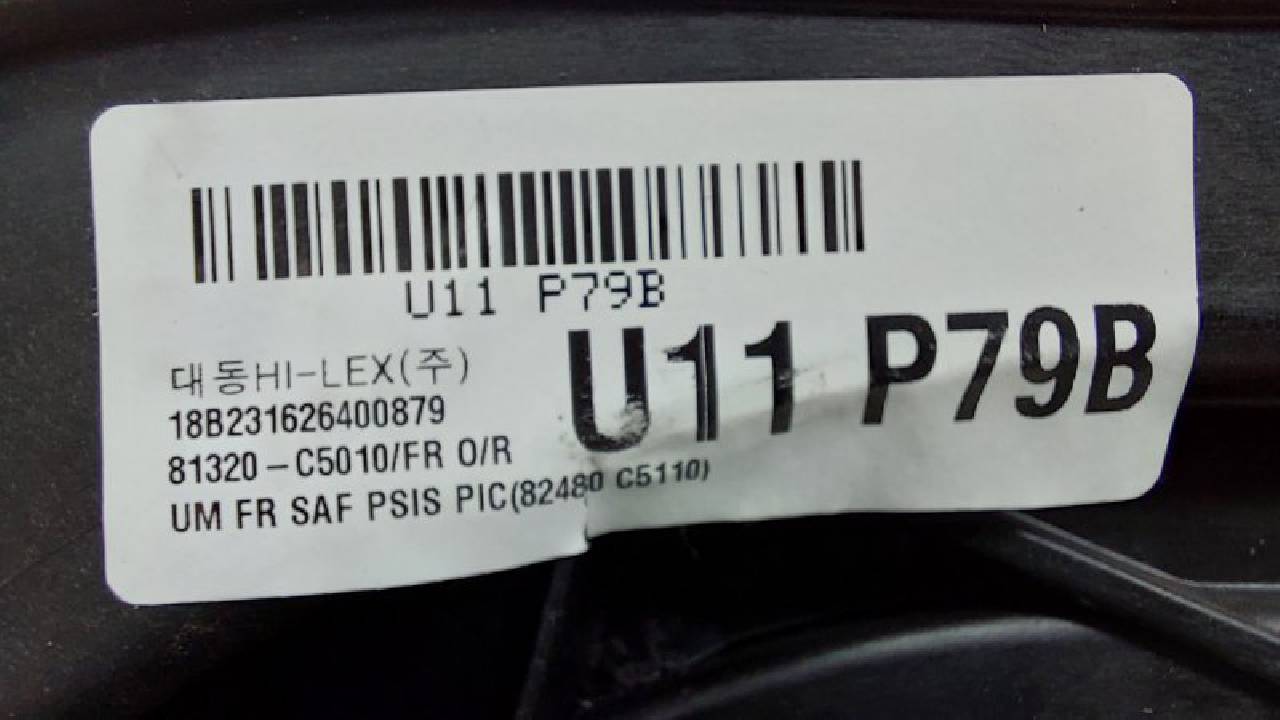 U11 P79B
U11 P79B
대동HI-LEX(주)
18B231626400879
81320-C5010/FR O/R
UM FR SAF PSIS PIC(82480 C5110)